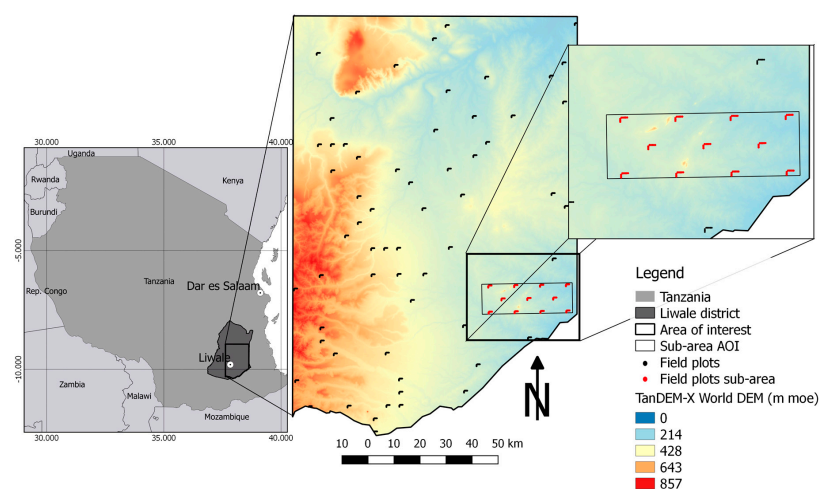 30.000
35.000
40.000
Uganda
Rwanda
Kenya
Burundi
-5.000
Tanzania
Dar es Salaam
Rep. Congo
Liwale
-10.000
Zambia
Malawi
Mozambique
30.000
35.000
40.000
N
10 0 10 20 30 40 50 km
Legend
Tanzania
Liwale district
Area of interest
Sub-area AOI
Field plots
Field plots sub-area
TanDEM-X World DEM (m moe)
0
214
428
643
857